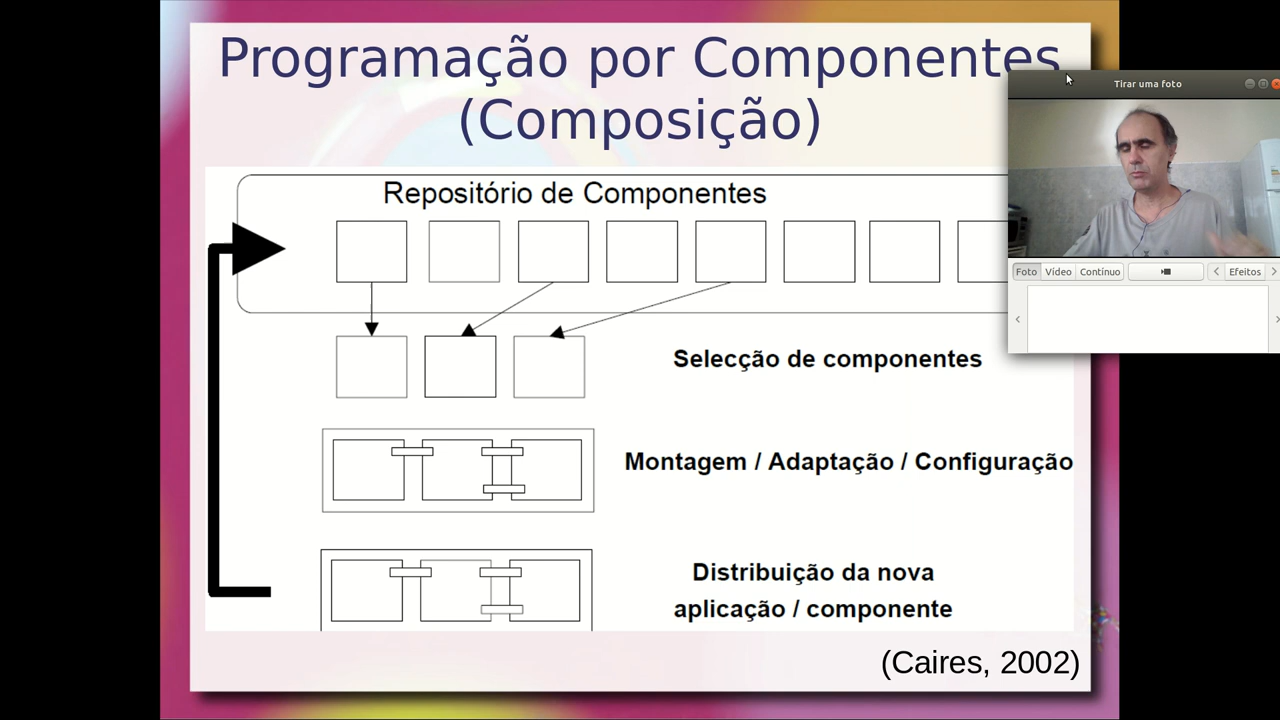 Programação por Componentes
(Composição)
Tirar uma foto
Repositório de Componentes
Foto
Vídeo
Contínuo
Efeitos
Selecção de componentes
Montagem / Adaptação / Configuração
Distribuição da nova
aplicação / componente
(Caires, 2002)